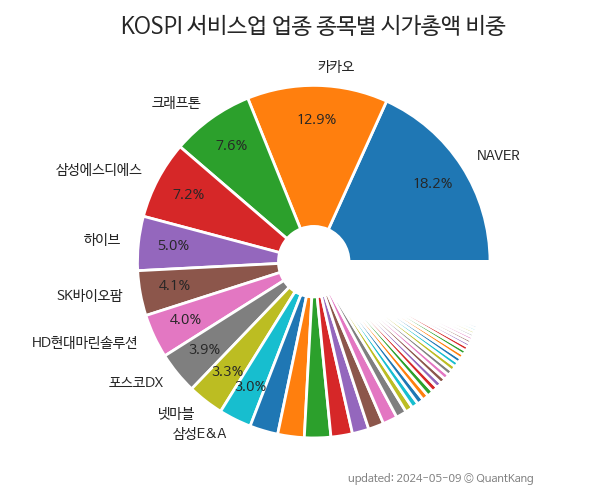 KOSPI 서비스업 업종 종목별 시가총액 비중
카카오
크래프톤
12.9%
7.6%
NAVER
삼성에스디에스
18.2%
7.2%
하이브
5.0%
4.1%
SK바이오팜
4.0%
HD현대마린솔루션
3.9%
3.3%
포스코DX
3.0%
넷마블
삼성E&A
updated: 2024-05-09 © QuantKang